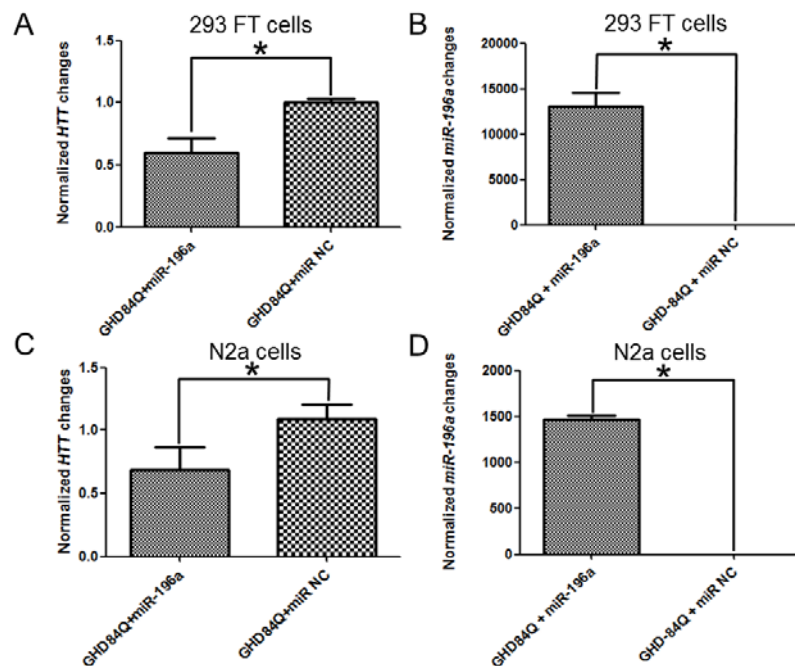 A
293 FT cells
*
Normalized HTT changes
1.5
1.0
0.5
0.0
GHD84Q+miR-196a
GHD84Q+miR NC
B
293 FT cells
*
Normalized miR-196a changes
20000
15000
10000
5000
0
GHD84Q + miR-196a
GHD-84Q + miR NC
C
N2a cells
*
Normalized HTT changes
1.5
1.0
0.5
0.0
GHD84Q+miR-196a
GHD84Q+miR NC
D
N2a cells
*
Normalized miR-196a changes
2000
1500
1000
500
0
GHD84Q + miR-196a
GHD-84Q + miR NC